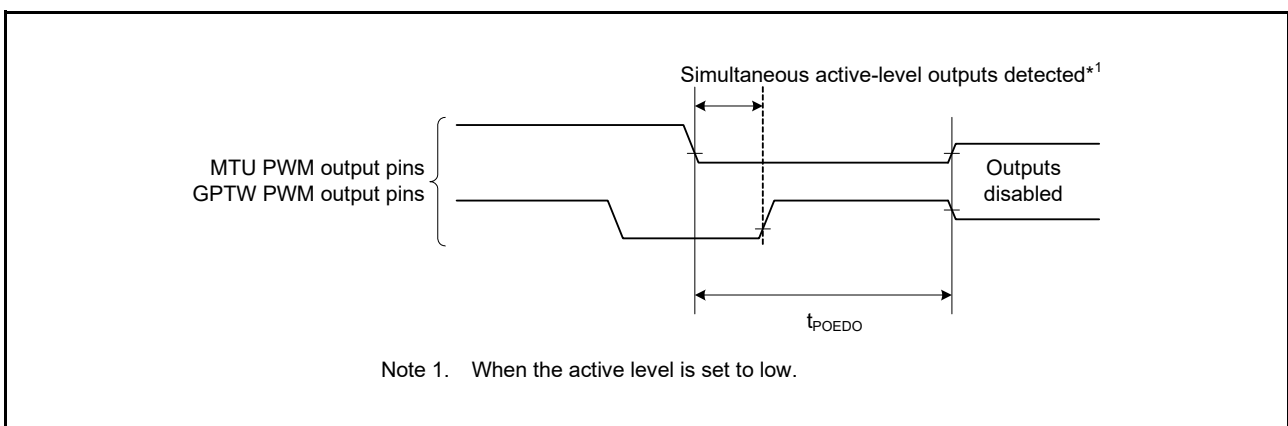 Simultaneous active-level outputs detected*1
MTU PWM output pins
GPTW PWM output pins
Outputs
disabled
tPOEDO
Note 1. When the active level is set to low.